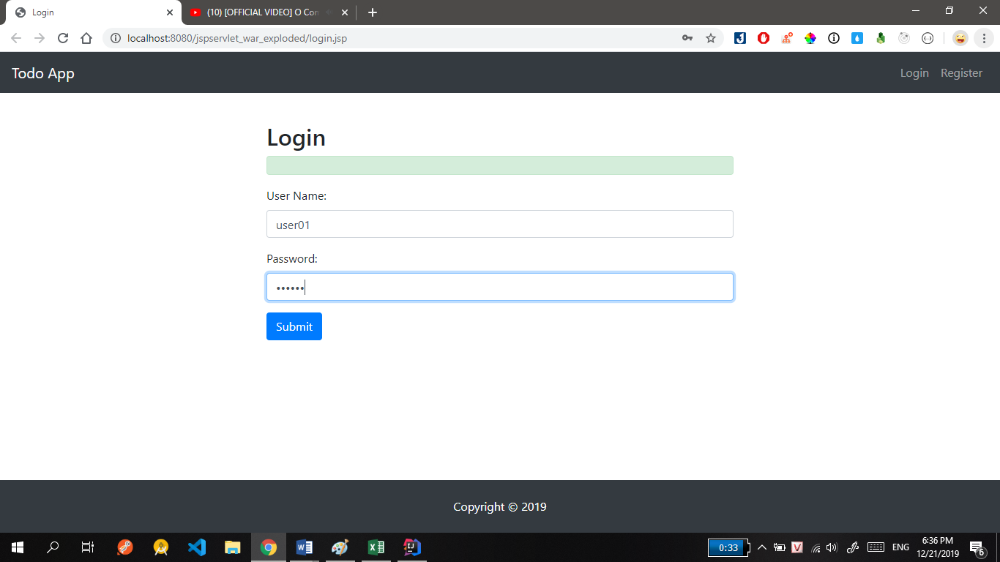 Login
(10) [OFFICIAL VIDEO] O Con
localhost:8080/jspservlet_war_exploded/login.jsp
Todo App
Login
Register
Login
User Name:
user01
Password:
••••••
Submit
Copyright © 2019
0:33
ENG
6:36 PM
12/21/2019
6